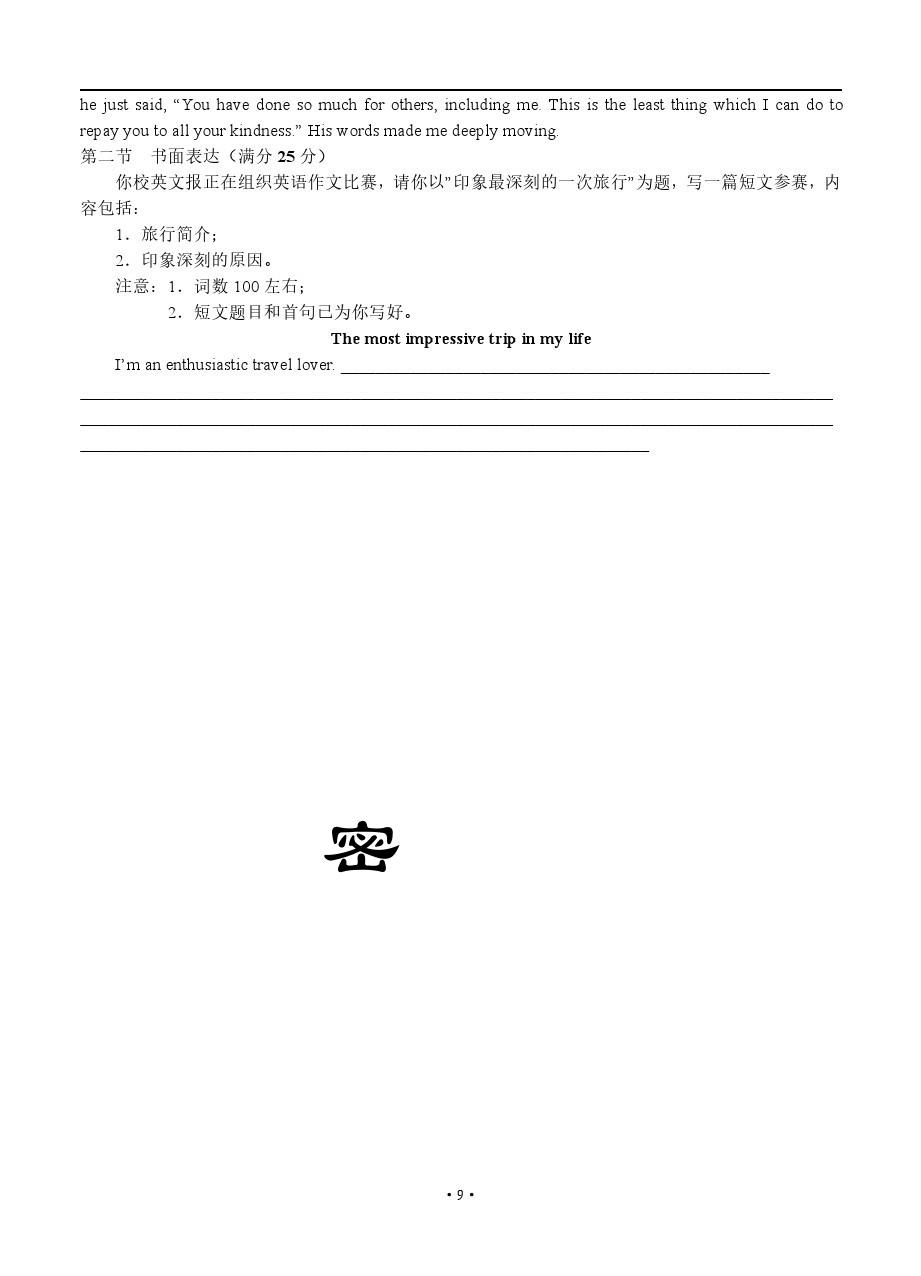 he just said, “You have done so much for others, including me. This is the least thing which I can do to
repay you to all your kindness.” His words made me deeply moving.
第二节　书面表达（满分 25 分）
你校英文报正在组织英语作文比赛，请你以”印象最深刻的一次旅行”为题，写一篇短文参赛，内
容包括：
1．旅行简介；
2．印象深刻的原因。
注意：1．词数 100 左右；
2．短文题目和首句已为你写好。
The most impressive trip in my life
I’m an enthusiastic travel lover.
密
·9·